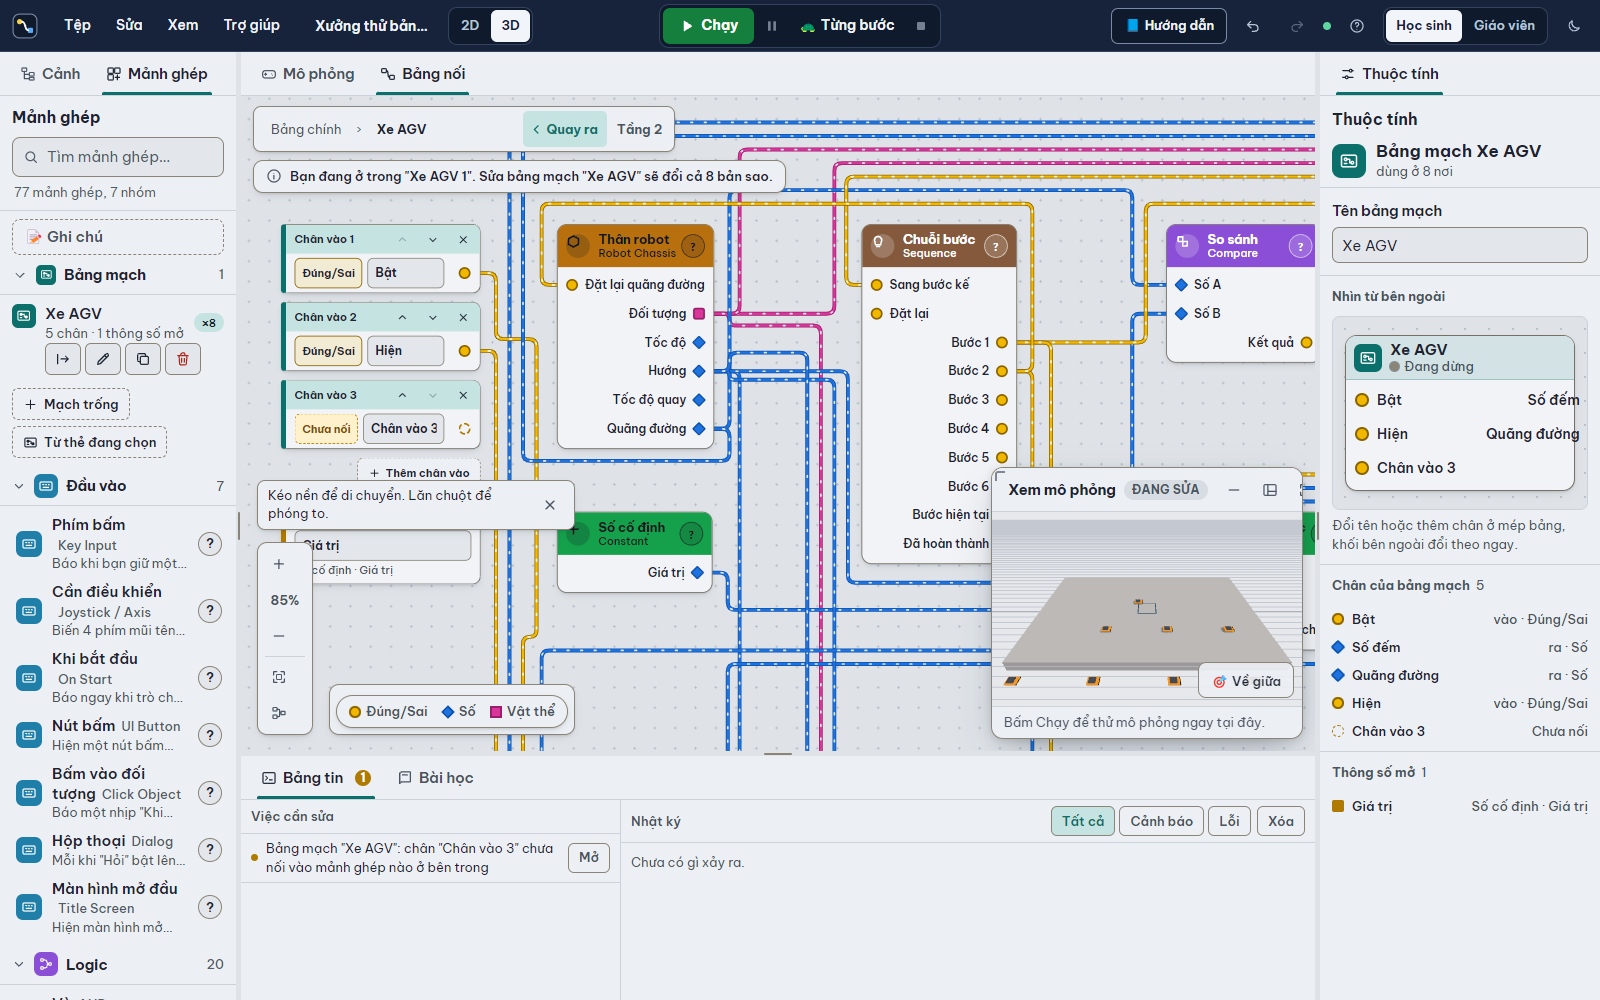 Tệp Sửa Xem Trợ giúp Xưởng thử bản... 2D 3D Chạy Từng bước Hướng dẫn Học sinh Giáo viên
Cảnh Mảnh ghép
Mảnh ghép
Tìm mảnh ghép...
77 mảnh ghép, 7 nhóm
Ghi chú
Bảng mạch 1
Xe AGV
5 chân · 1 thông số mở
×8
Mạch trống
Từ thẻ đang chọn
Đầu vào 7
Phím bấm
Key Input
Báo khi bạn giữ một...
Cần điều khiển
Joystick / Axis
Biến 4 phím mũi tên...
Khi bắt đầu
On Start
Báo ngay khi trò ch...
Nút bấm UI Button
Hiện một nút bấm...
Bấm vào đối
tượng Click Object
Báo một nhịp "Khi...
Hộp thoại Dialog
Mỗi khi "Hỏi" bật lên...
Màn hình mở đầu
Title Screen
Hiện màn hình mở...
Logic 20
Mô phỏng Bảng nối
Bảng chính › Xe AGV Quay ra Tầng 2
Bạn đang ở trong "Xe AGV 1". Sửa bảng mạch "Xe AGV" sẽ đổi cả 8 bản sao.
Chân vào 1
Đúng/Sai Bật
Chân vào 2
Đúng/Sai Hiện
Chân vào 3
Chưa nối Chân vào 3
Thêm chân vào
Kéo nền để di chuyển. Lăn chuột để
phóng to.
Giá trị
cố định · Giá trị
85%
Đúng/Sai Số Vật thể
Thân robot
Robot Chassis
?
Đặt lại quãng đường
Đối tượng
Tốc độ
Hướng
Tốc độ quay
Quãng đường
Số cố định
Constant
?
Giá trị
Chuỗi bước
Sequence
?
Sang bước kế
Đặt lại
Bước 1
Bước 2
Bước 3
Bước 4
Bước 5
Bước 6
Bước hiện tại
Đã hoàn thành
So sánh
Compare
?
Số A
Số B
Kết quả
Xem mô phỏng ĐANG SỬA
Về giữa
Bấm Chạy để thử mô phỏng ngay tại đây.
Bảng tin 1 Bài học
Việc cần sửa
Bảng mạch "Xe AGV": chân "Chân vào 3" chưa
nối vào mảnh ghép nào ở bên trong
Mở
Nhật ký Tất cả Cảnh báo Lỗi Xóa
Chưa có gì xảy ra.
Thuộc tính
Thuộc tính
Bảng mạch Xe AGV
dùng ở 8 nơi
Tên bảng mạch
Xe AGV
Nhìn từ bên ngoài
Xe AGV
Đang dừng
Bật Số đếm
Hiện Quãng đường
Chân vào 3
Đổi tên hoặc thêm chân ở mép bảng,
khối bên ngoài đổi theo ngay.
Chân của bảng mạch 5
Bật vào · Đúng/Sai
Số đếm ra · Số
Quãng đường ra · Số
Hiện vào · Đúng/Sai
Chân vào 3 Chưa nối
Thông số mở 1
Giá trị Số cố định · Giá trị